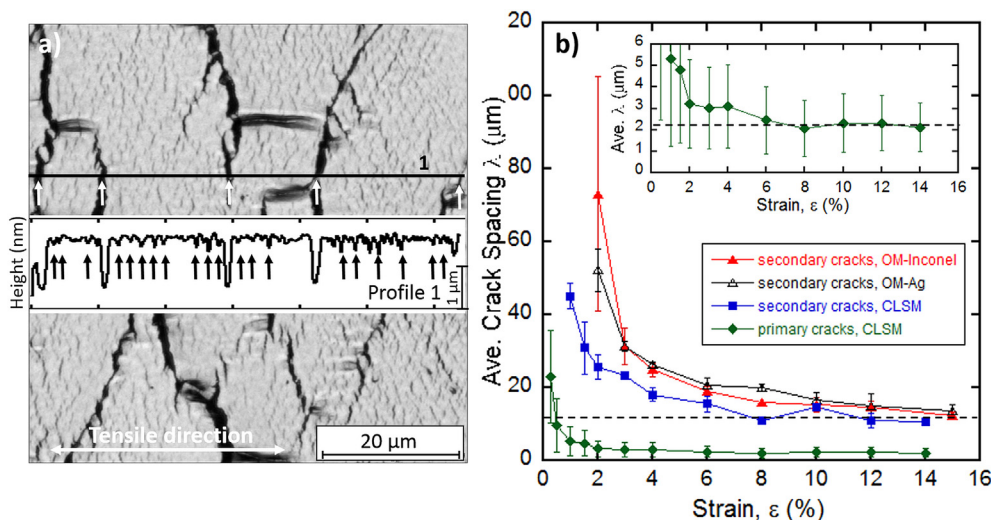 a)
1
Height (nm)
Profile 1
1 μm
Tensile direction
20 μm
b)
Ave. Crack Spacing λ (μm)
20
00
80
60
40
20
0
0 2 4 6 8 10 12 14 16
Strain, ε (%)
Ave. λ (μm)
6
5
4
3
2
1
0
0 2 4 6 8 10 12 14 16
Strain, ε (%)
secondary cracks, OM-Inconel
secondary cracks, OM-Ag
secondary cracks, CLSM
primary cracks, CLSM